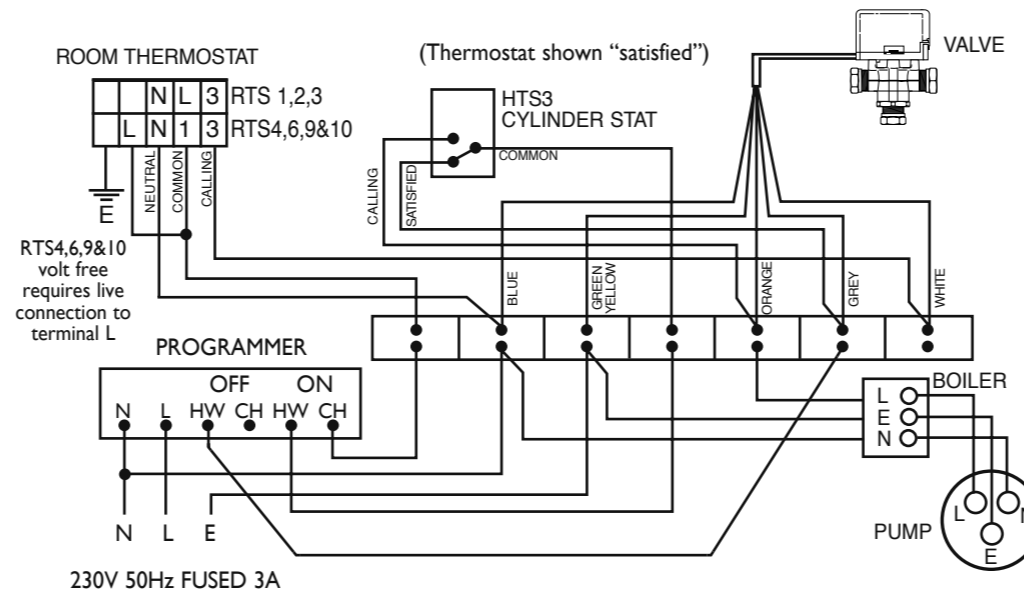 ROOM THERMOSTAT
N L 3 RTS 1,2,3
L N 1 3 RTS4,6,9&10
NEUTRAL
COMMON
CALLING
E
RTS4,6,9&10
volt free
requires live
connection to
terminal L
(Thermostat shown “satisfied”)
HTS3
CYLINDER STAT
COMMON
CALLING
SATISFIED
VALVE
BLUE
GREEN
YELLOW
ORANGE
GREY
WHITE
PROGRAMMER
OFF ON
N L HW CH HW CH
N L E
230V 50Hz FUSED 3A
BOILER
L
E
N
PUMP
L N
E